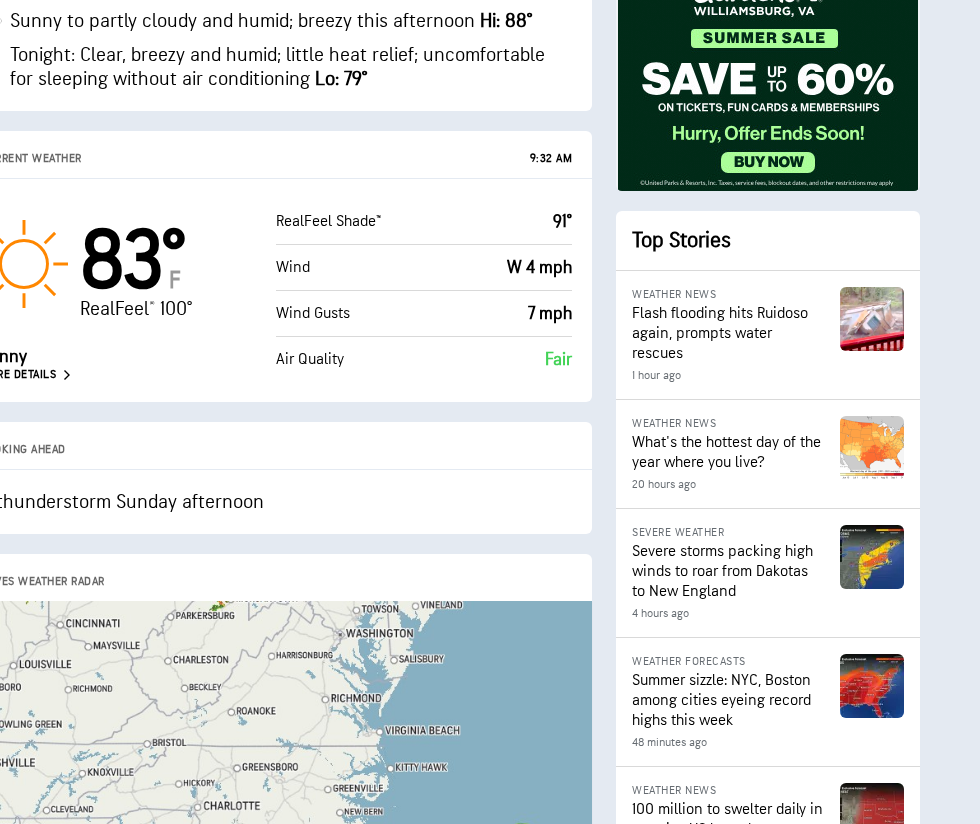 Sunny to partly cloudy and humid; breezy this afternoon Hi: 88°
Tonight: Clear, breezy and humid; little heat relief; uncomfortable
for sleeping without air conditioning Lo: 79°
RRENT WEATHER
9:32 AM
83°
F
RealFeel® 100°
nny
RE DETAILS
RealFeel Shade™
91°
Wind
W 4 mph
Wind Gusts
7 mph
Air Quality
Fair
OKING AHEAD
thunderstorm Sunday afternoon
VES WEATHER RADAR
TOWSON
VINELAND
PARKERSBURG
CINCINNATI
WASHINGTON
MAYSVILLE
HARRISONBURG
SALISBURY
LOUISVILLE
CHARLESTON
BORO
RICHMOND
BECKLEY
RICHMOND
OWLING GREEN
ROANOKE
VIRGINIA BEACH
BRISTOL
SHVILLE
KNOXVILLE
GREENSBORO
KITTY HAWK
HICKORY
GREENVILLE
CLEVELAND
CHARLOTTE
NEW BERN
WILLIAMSBURG, VA
SUMMER SALE
SAVE UP TO 60%
ON TICKETS, FUN CARDS & MEMBERSHIPS
Hurry, Offer Ends Soon!
BUY NOW
©United Parks & Resorts, Inc. Taxes, service fees, blockout dates, and other restrictions may apply
Top Stories
WEATHER NEWS
Flash flooding hits Ruidoso
again, prompts water
rescues
1 hour ago
WEATHER NEWS
What's the hottest day of the
year where you live?
20 hours ago
SEVERE WEATHER
Severe storms packing high
winds to roar from Dakotas
to New England
4 hours ago
WEATHER FORECASTS
Summer sizzle: NYC, Boston
among cities eyeing record
highs this week
48 minutes ago
WEATHER NEWS
100 million to swelter daily in